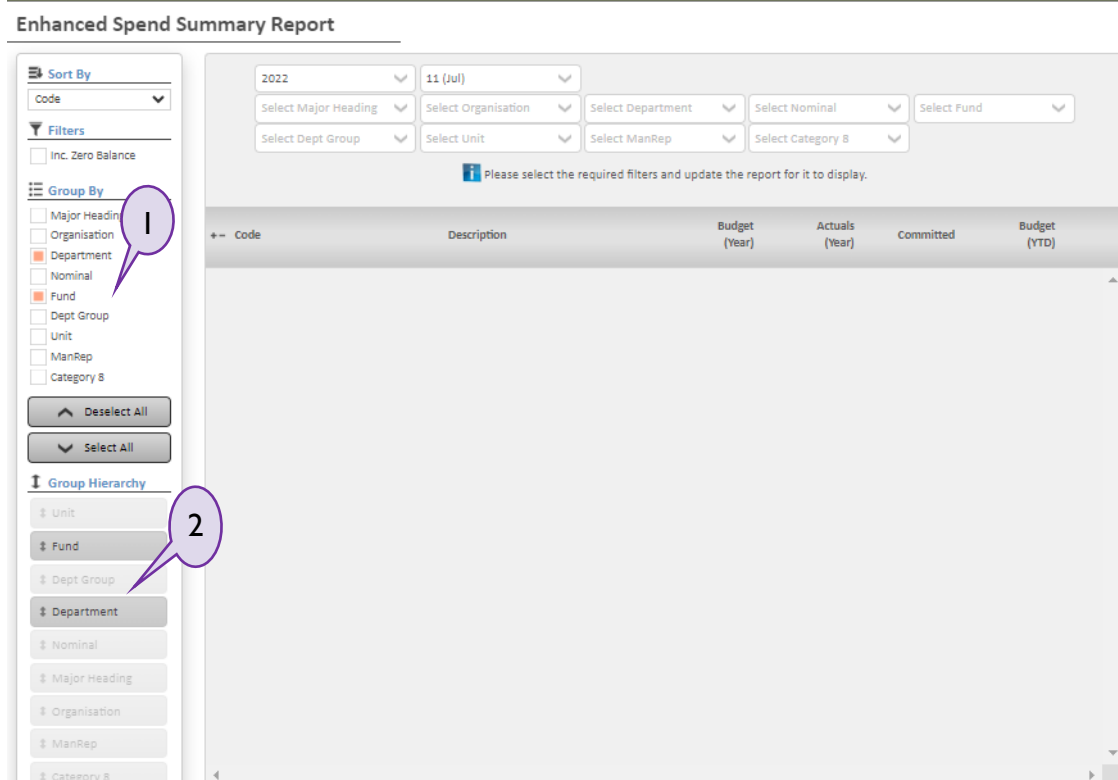 Enhanced Spend Summary Report
Sort By
Code
Filters
Inc. Zero Balance
Group By
Major Heading
Organisation
Department
Nominal
Fund
Dept Group
Unit
ManRep
Category 8
Deselect All
Select All
Group Hierarchy
Unit
Fund
Dept Group
Department
Nominal
Major Heading
Organisation
ManRep
Category 8
1
2
2022 11 (Jul)
Select Major Heading Select Organisation Select Department Select Nominal Select Fund
Select Dept Group Select Unit Select ManRep Select Category 8
Please select the required filters and update the report for it to display.
+− Code Description Budget (Year) Actuals (Year) Committed Budget (YTD)